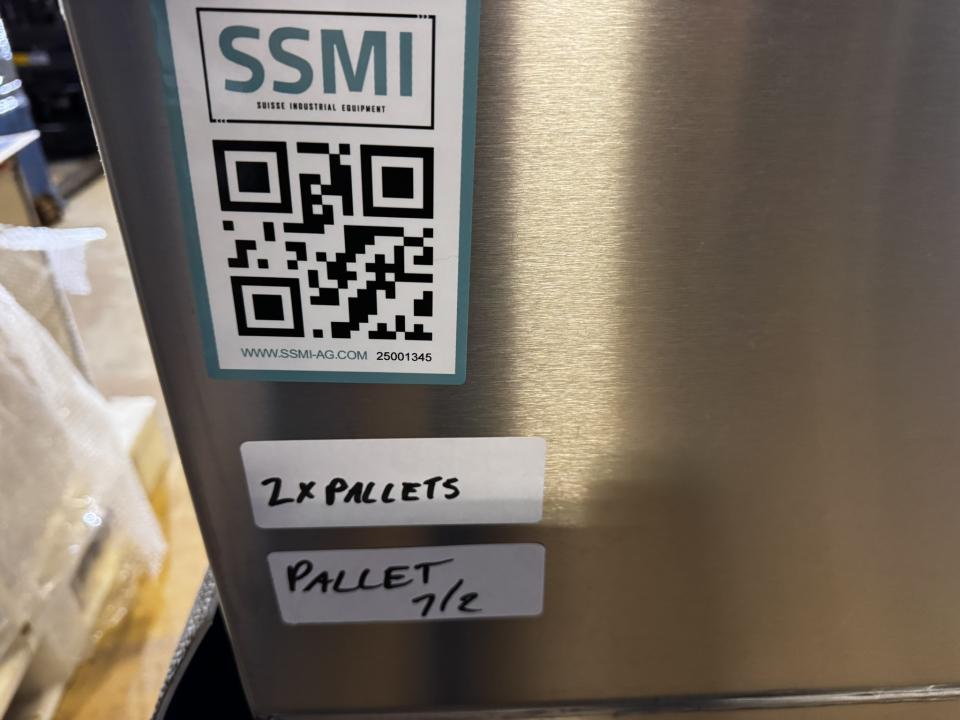 SSMI
SUISSE INDUSTRIAL EQUIPMENT
WWW.SSMI-AG.COM 25001345
2x PALLETS
PALLET
1/2